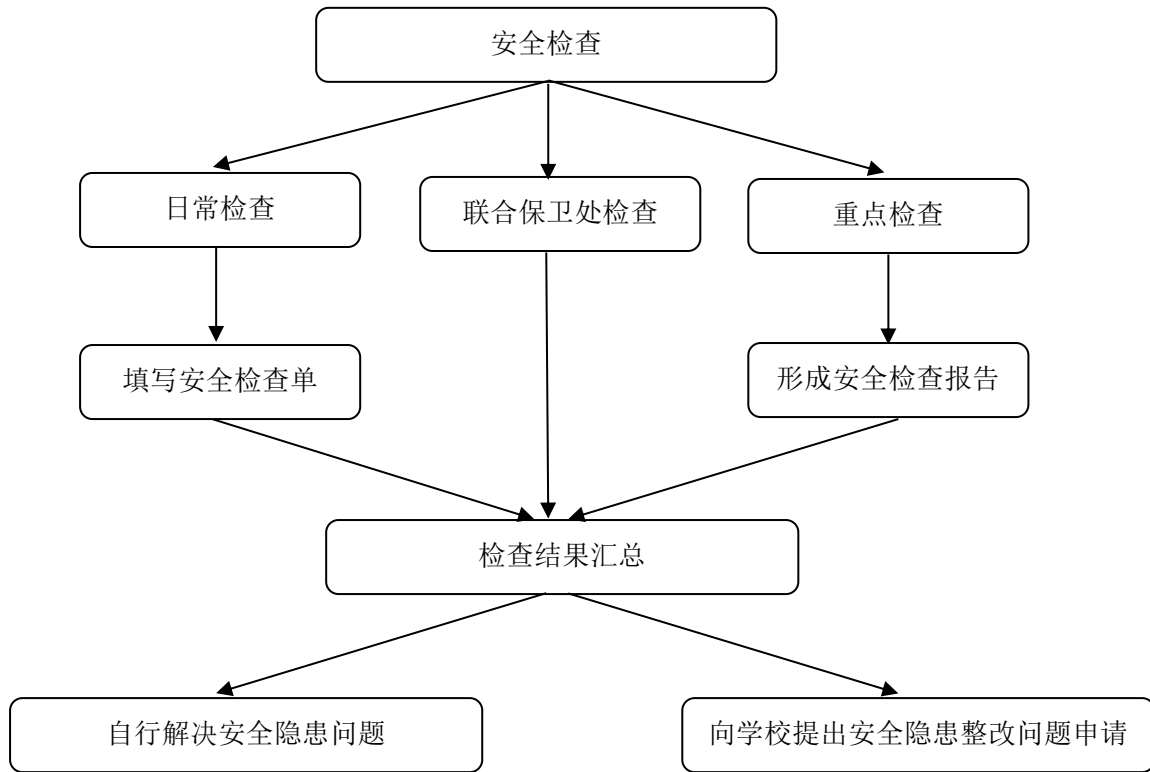 安全检查
日常检查
联合保卫处检查
重点检查
填写安全检查单
形成安全检查报告
检查结果汇总
自行解决安全隐患问题
向学校提出安全隐患整改问题申请